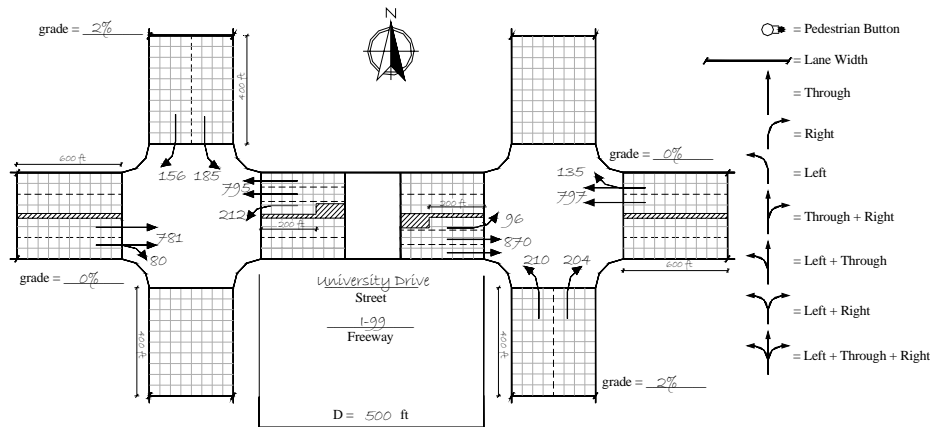 grade = 2%
N
= Pedestrian Button
= Lane Width
= Through
= Right
= Left
= Through + Right
= Left + Through
= Left + Right
= Left + Through + Right
400 ft
600 ft
156 185
795
212
200 ft
781
80
grade = 0%
135
grade = 0%
797
200 ft
96
870
210 204
600 ft
400 ft
400 ft
University Drive
Street
I-99
Freeway
grade = 2%
D = 500 ft